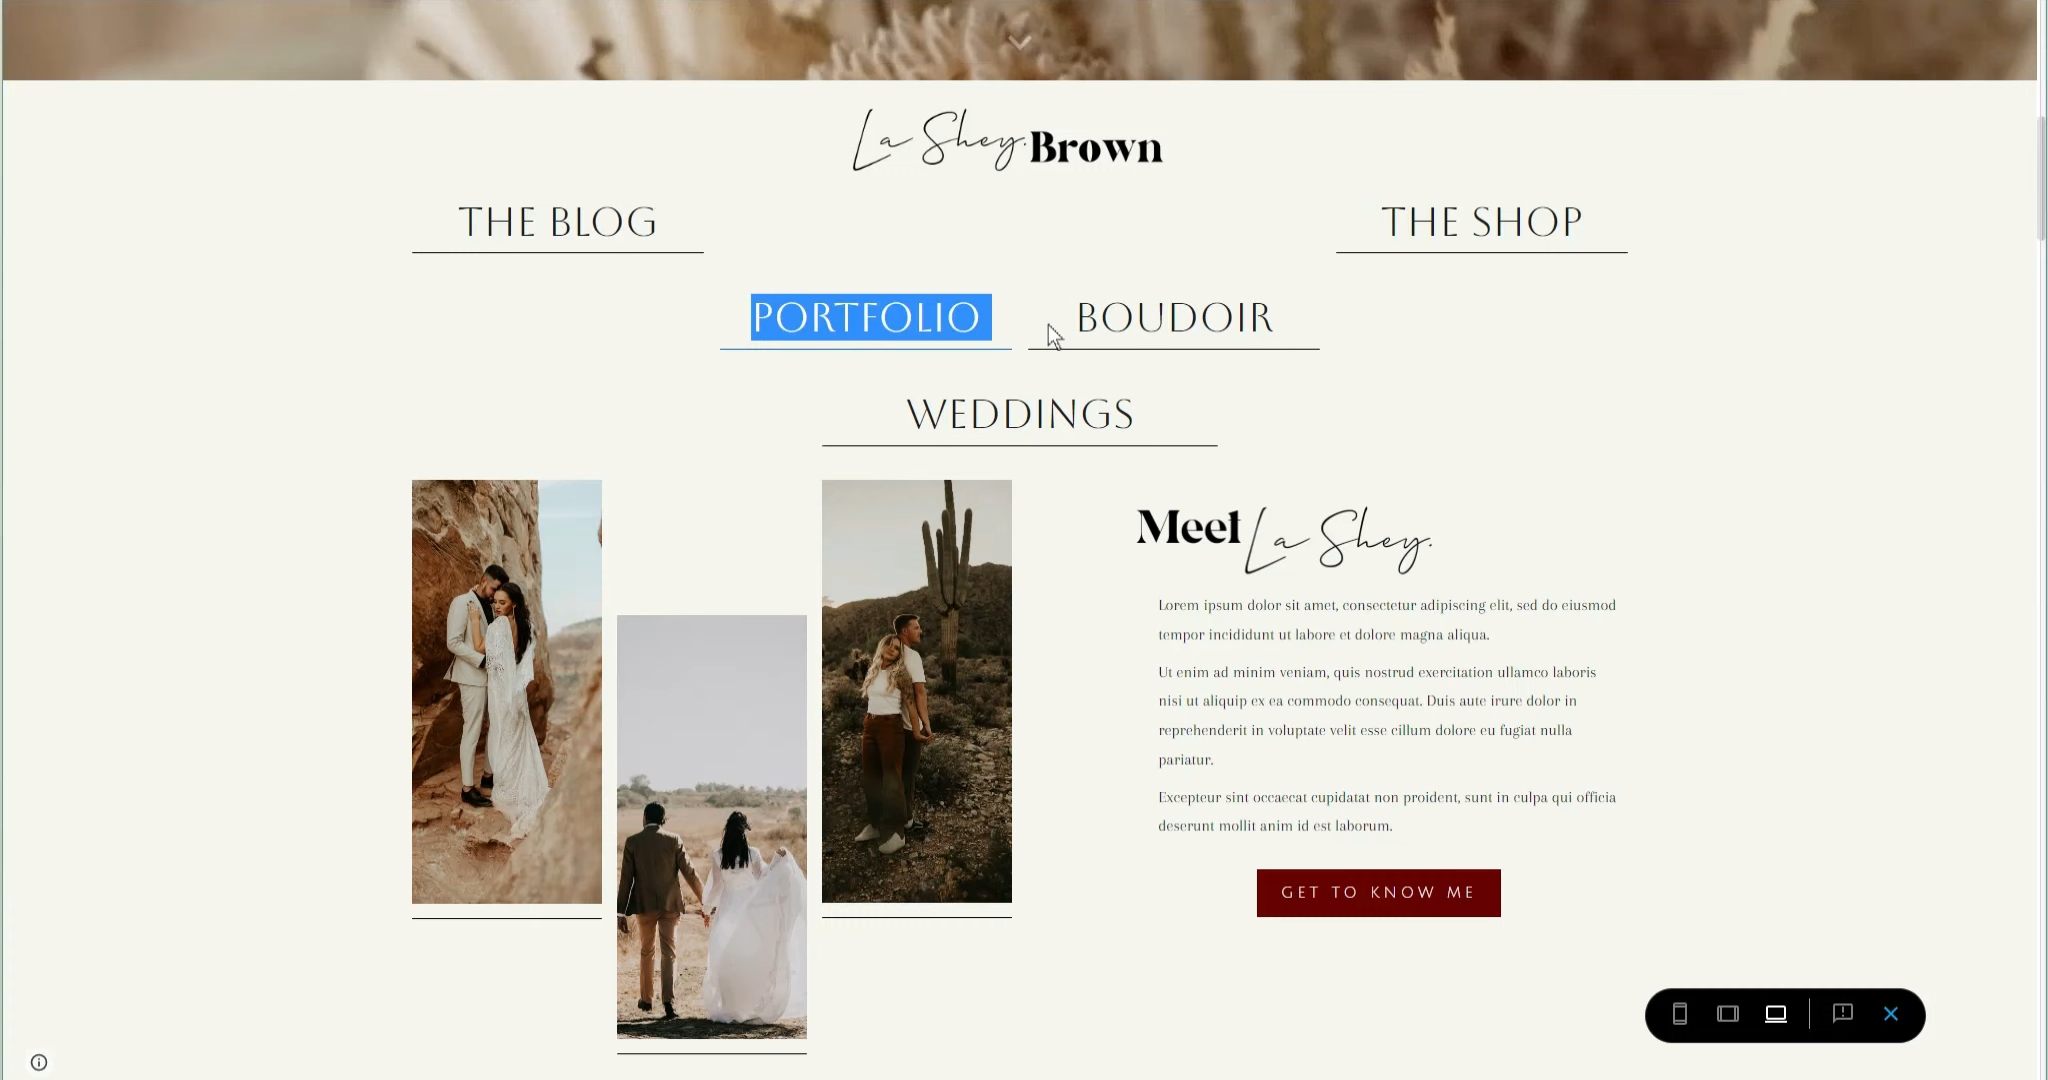 La Shey. Brown
THE BLOG
THE SHOP
PORTFOLIO
BOUDOIR
WEDDINGS
Meet La Shey.
Lorem ipsum dolor sit amet, consectetur adipiscing elit, sed do eiusmod
tempor incididunt ut labore et dolore magna aliqua.
Ut enim ad minim veniam, quis nostrud exercitation ullamco laboris
nisi ut aliquip ex ea commodo consequat. Duis aute irure dolor in
reprehenderit in voluptate velit esse cillum dolore eu fugiat nulla
pariatur.
Excepteur sint occaecat cupidatat non proident, sunt in culpa qui officia
deserunt mollit anim id est laborum.
GET TO KNOW ME